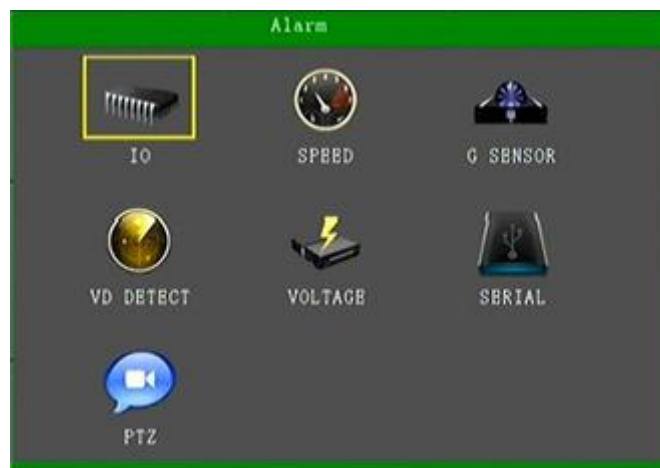 Alarm
IO
SPEED
G SENSOR
VD DETECT
VOLTAGE
SERIAL
PTZ